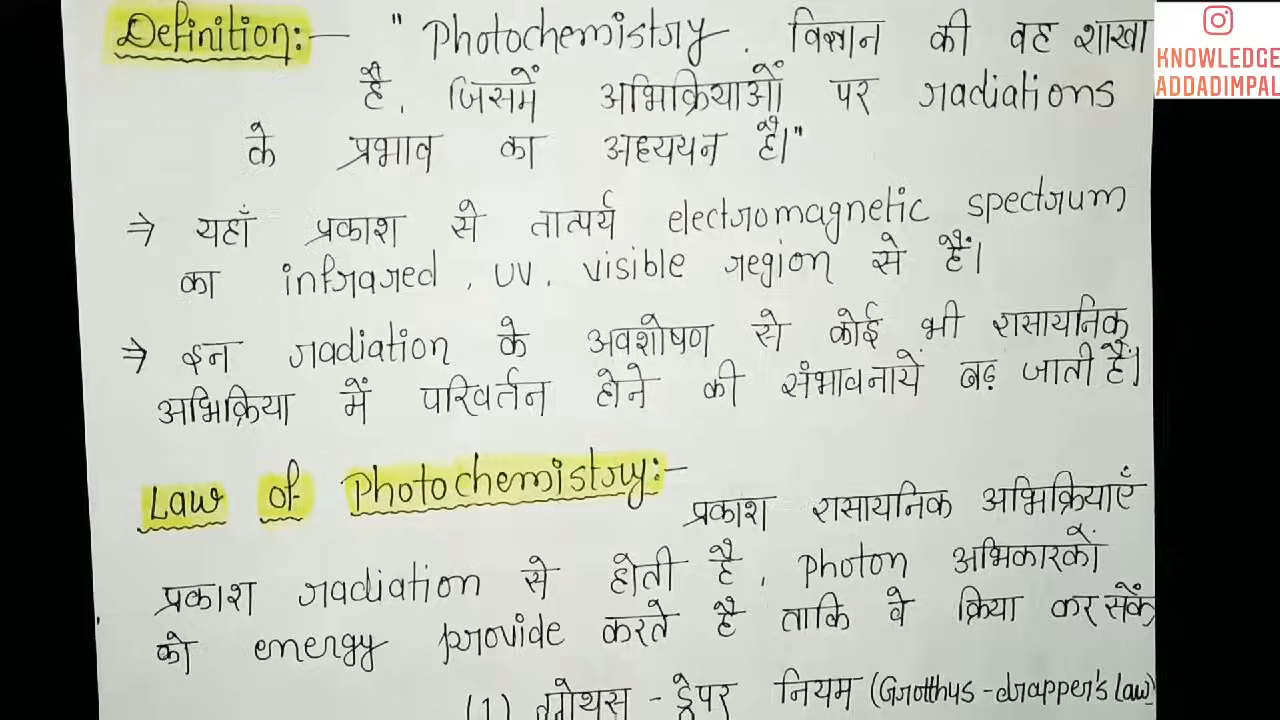 Definition:— " Photochemistry, विज्ञान की वह शाखा
है, जिसमें अभिक्रियाओं पर radiations
के प्रभाव का अध्ययन है।"
⇒ यहाँ प्रकाश से तात्पर्य electromagnetic spectrum
का infrared, UV, visible region से हैं।
⇒ इन radiation के अवशोषण से कोई भी रासायनिक
अभिक्रिया में परिवर्तन होने की संभावनायें बढ़ जाती हैं।
Law of Photochemistry:— प्रकाश रासायनिक अभिक्रियाएँ
प्रकाश radiation से होती है, Photon अभिकारकों
को energy provide करते है ताकि वे क्रिया कर सकें
(1) ग्रोथस - ड्रेपर नियम (Grotthus-drapper's Law)
KNOWLEDGE
ADDADIMPAL